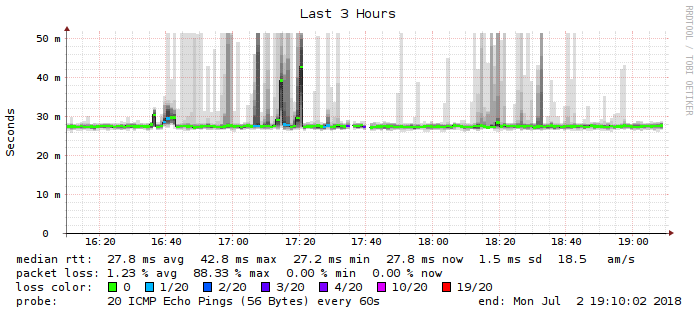 Last 3 Hours
RRDTOOL / TOBI OETIKER
Seconds
50 m
40 m
30 m
20 m
10 m
0
16:20 16:40 17:00 17:20 17:40 18:00 18:20 18:40 19:00
median rtt: 27.8 ms avg 42.8 ms max 27.2 ms min 27.8 ms now 1.5 ms sd 18.5 am/s
packet loss: 1.23 % avg 88.33 % max 0.00 % min 0.00 % now
loss color: 0 1/20 2/20 3/20 4/20 10/20 19/20
probe: 20 ICMP Echo Pings (56 Bytes) every 60s end: Mon Jul 2 19:10:02 2018